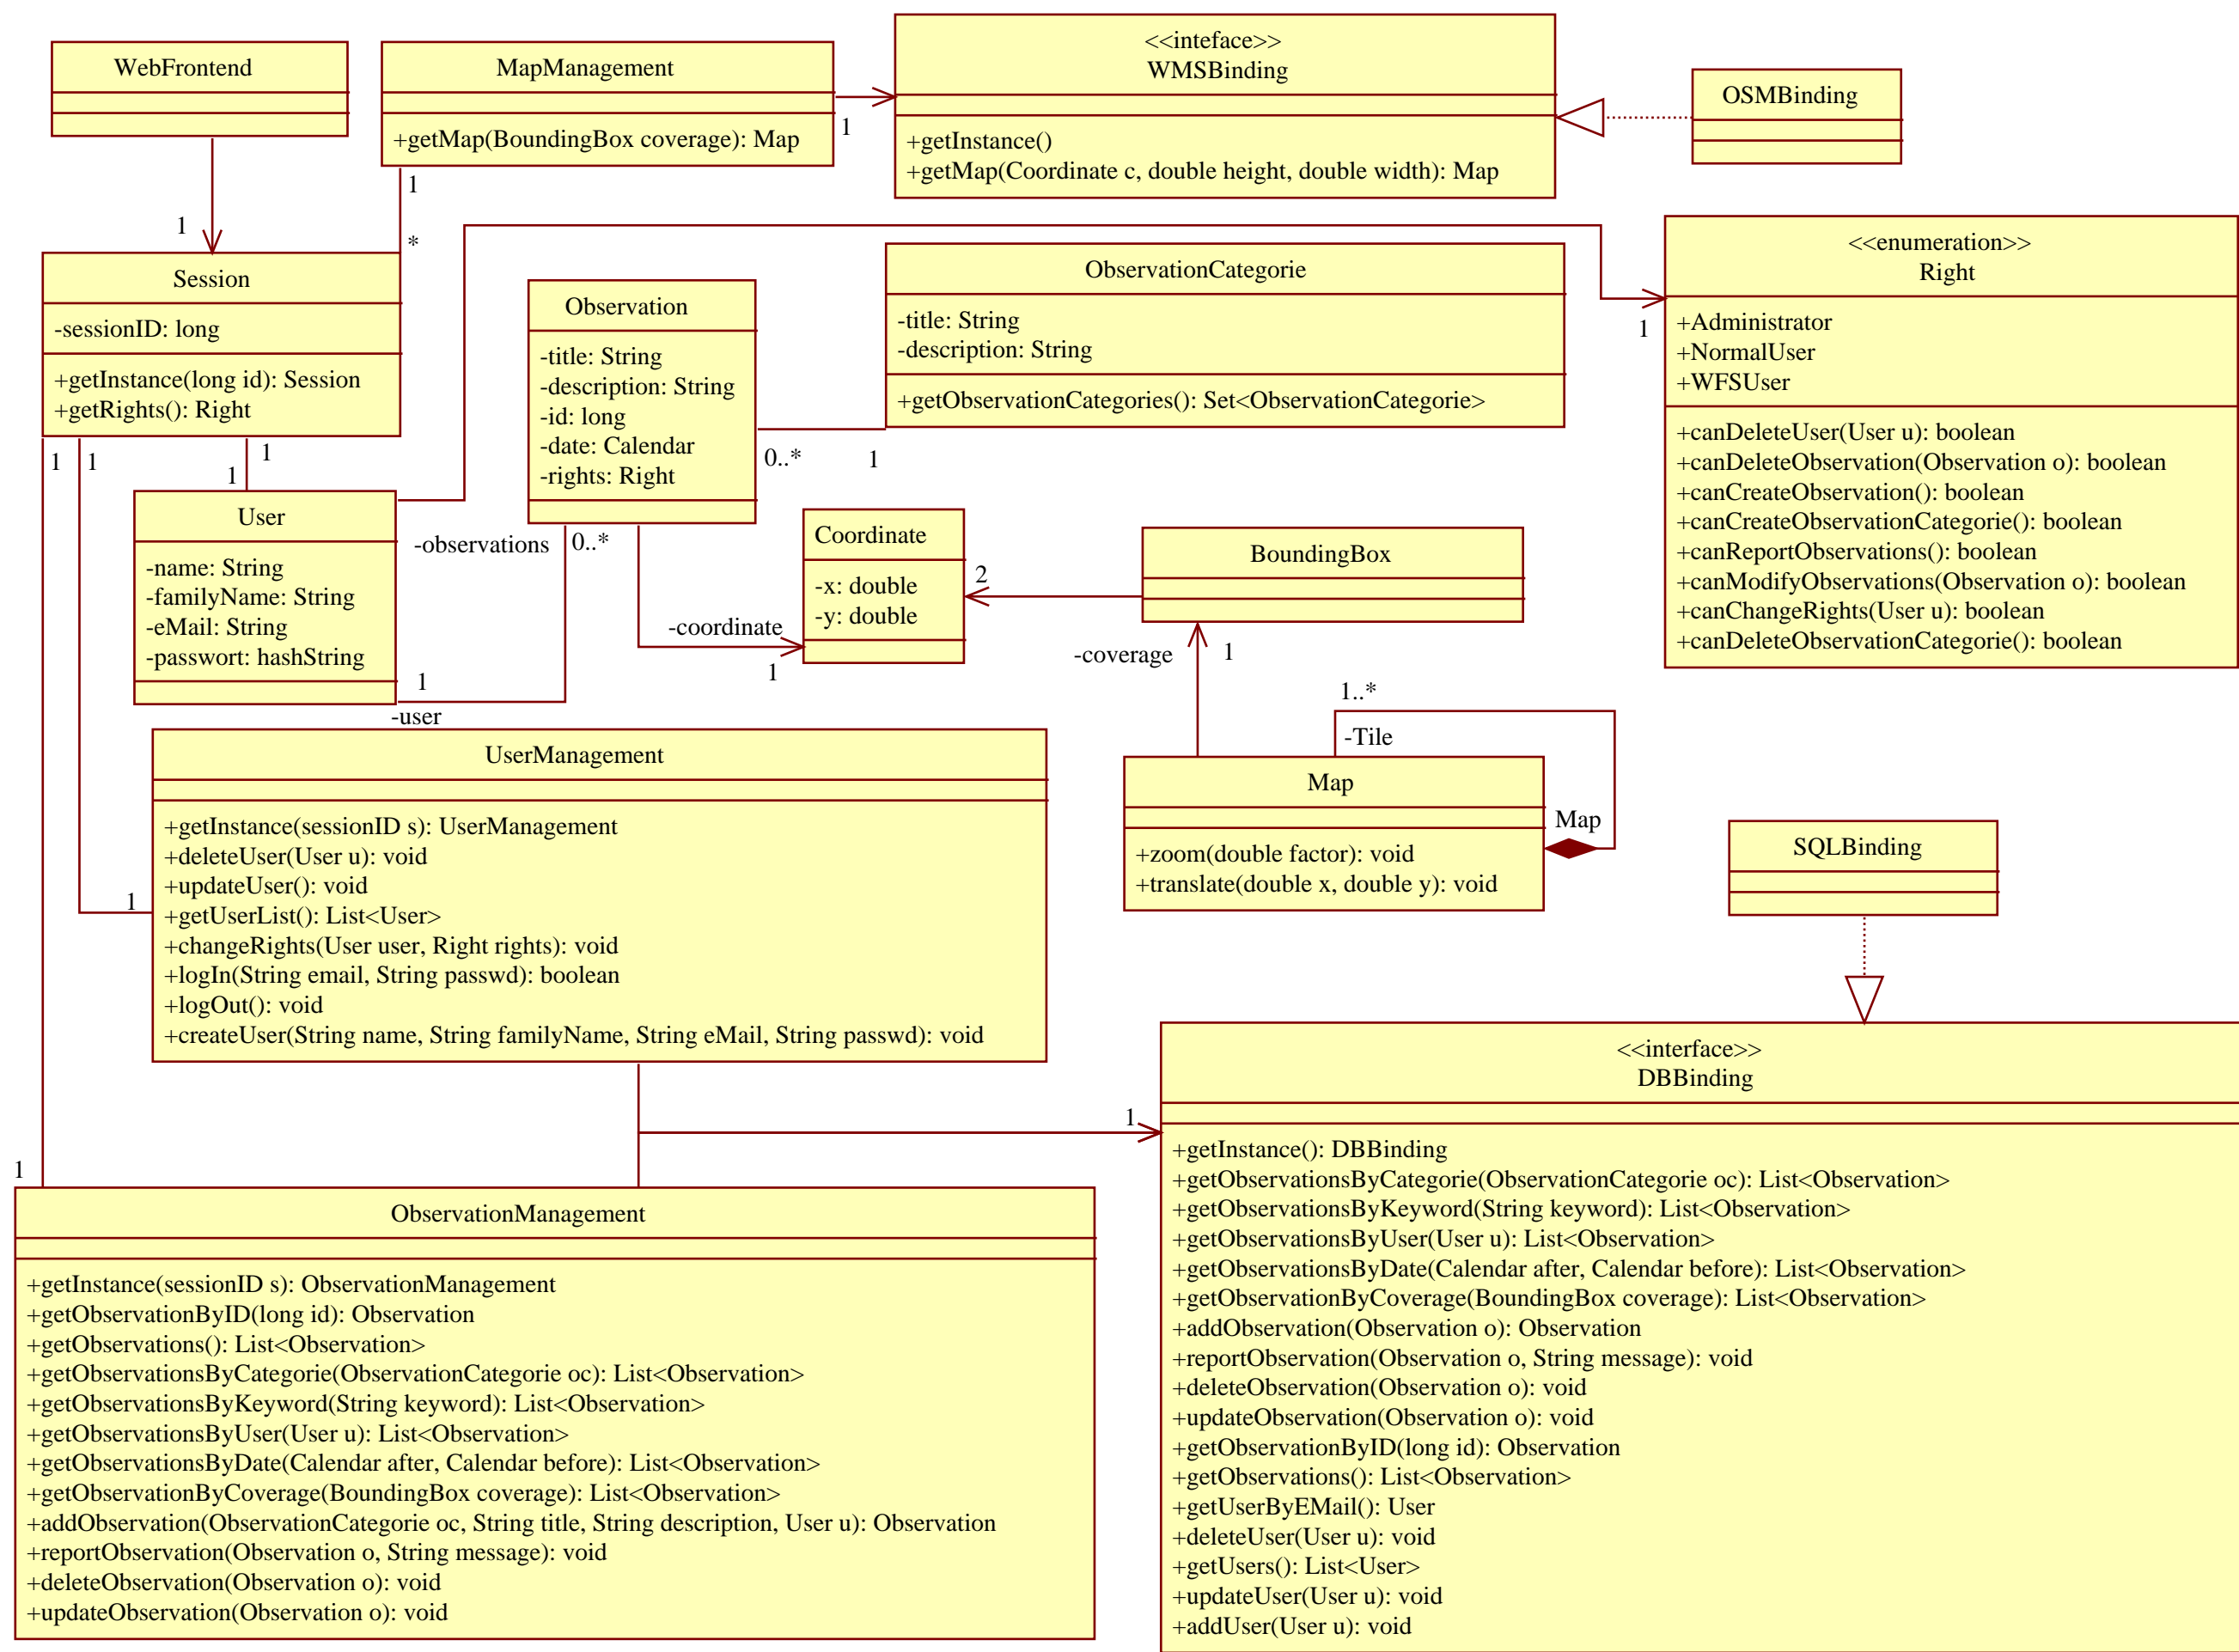 WebFrontend
MapManagement
+getMap(BoundingBox coverage): Map
<<inteface>>
WMSBinding
+getInstance()
+getMap(Coordinate c, double height, double width): Map
OSMBinding
1
1
1
*
1
Session
-sessionID: long
+getInstance(long id): Session
+getRights(): Right
Observation
-title: String
-description: String
-id: long
-date: Calendar
-rights: Right
ObservationCategorie
-title: String
-description: String
+getObservationCategories(): Set<ObservationCategorie>
0..*
1
<<enumeration>>
Right
+Administrator
+NormalUser
+WFSUser
+canDeleteUser(User u): boolean
+canDeleteObservation(Observation o): boolean
+canCreateObservation(): boolean
+canCreateObservationCategorie(): boolean
+canReportObservations(): boolean
+canModifyObservations(Observation o): boolean
+canChangeRights(User u): boolean
+canDeleteObservationCategorie(): boolean
1
1
1
1
User
-name: String
-familyName: String
-eMail: String
-passwort: hashString
-observations
0..*
1
-user
-coordinate
1
Coordinate
-x: double
-y: double
2
BoundingBox
-coverage
1
1..*
-Tile
Map
+zoom(double factor): void
+translate(double x, double y): void
Map
UserManagement
+getInstance(sessionID s): UserManagement
+deleteUser(User u): void
+updateUser(): void
+getUserList(): List<User>
+changeRights(User user, Right rights): void
+logIn(String email, String passwd): boolean
+logOut(): void
+createUser(String name, String familyName, String eMail, String passwd): void
1
SQLBinding
1
1
<<interface>>
DBBinding
+getInstance(): DBBinding
+getObservationsByCategorie(ObservationCategorie oc): List<Observation>
+getObservationsByKeyword(String keyword): List<Observation>
+getObservationsByUser(User u): List<Observation>
+getObservationsByDate(Calendar after, Calendar before): List<Observation>
+getObservationByCoverage(BoundingBox coverage): List<Observation>
+addObservation(Observation o): Observation
+reportObservation(Observation o, String message): void
+deleteObservation(Observation o): void
+updateObservation(Observation o): void
+getObservationByID(long id): Observation
+getObservations(): List<Observation>
+getUserByEMail(): User
+deleteUser(User u): void
+getUsers(): List<User>
+updateUser(User u): void
+addUser(User u): void
ObservationManagement
+getInstance(sessionID s): ObservationManagement
+getObservationByID(long id): Observation
+getObservations(): List<Observation>
+getObservationsByCategorie(ObservationCategorie oc): List<Observation>
+getObservationsByKeyword(String keyword): List<Observation>
+getObservationsByUser(User u): List<Observation>
+getObservationsByDate(Calendar after, Calendar before): List<Observation>
+getObservationByCoverage(BoundingBox coverage): List<Observation>
+addObservation(ObservationCategorie oc, String title, String description, User u): Observation
+reportObservation(Observation o, String message): void
+deleteObservation(Observation o): void
+updateObservation(Observation o): void